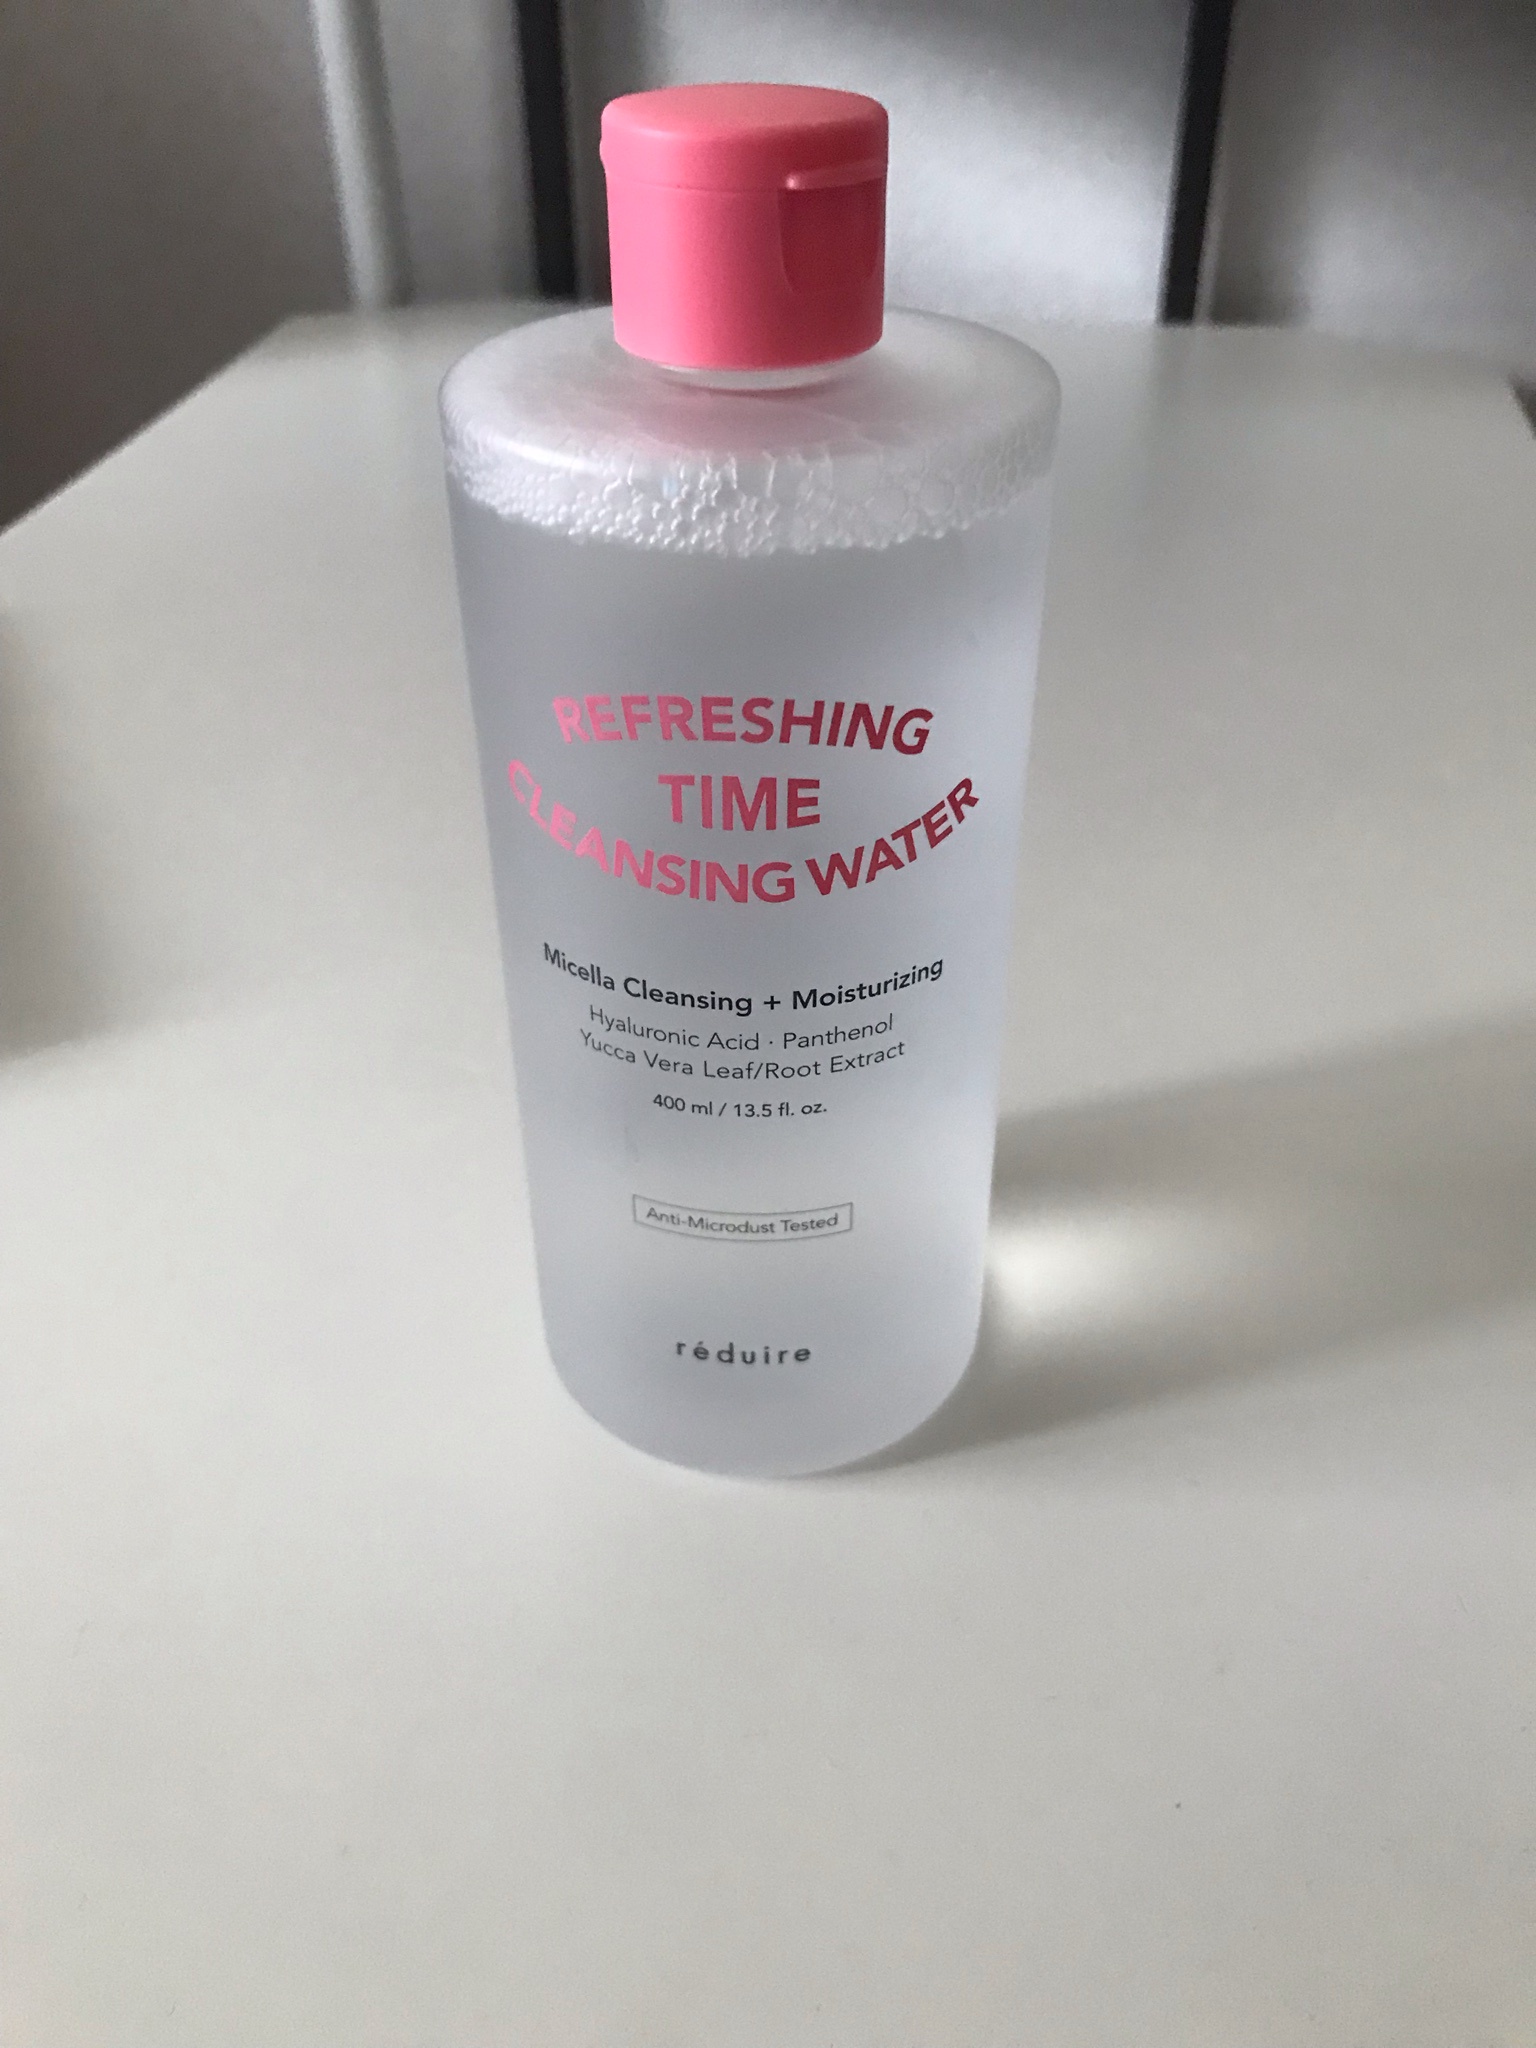 REFRESHING
TIME
CLEANSING WATER
Micella Cleansing + Moisturizing
Hyaluronic Acid · Panthenol
Yucca Vera Leaf/Root Extract
400 ml / 13.5 fl. oz.
Anti-Microdust Tested
réduire